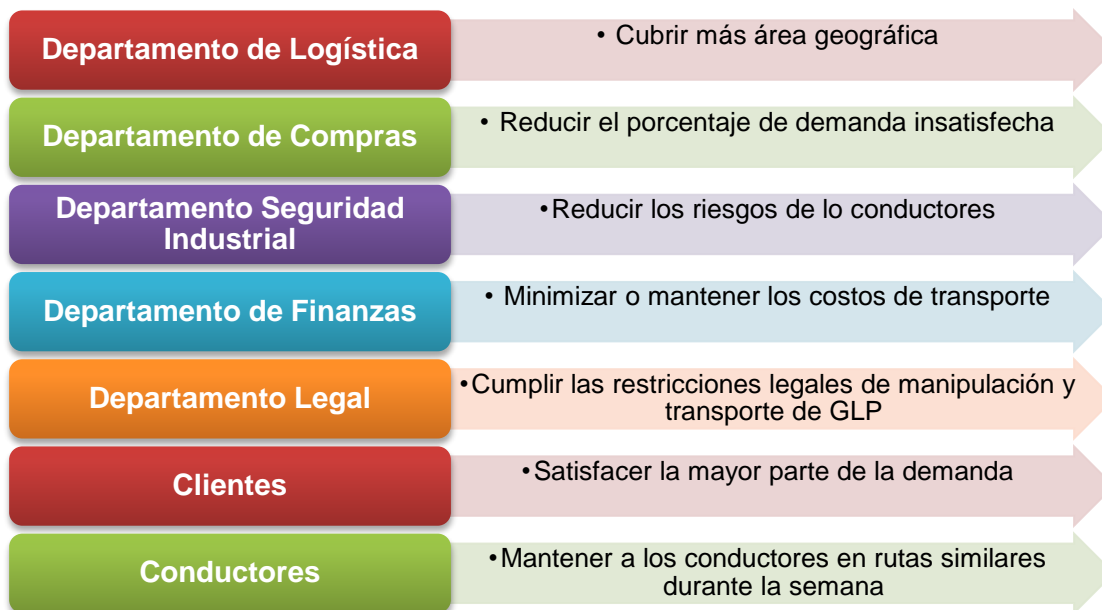 Departamento de Logística
• Cubrir más área geográfica
Departamento de Compras
• Reducir el porcentaje de demanda insatisfecha
Departamento Seguridad
Industrial
•Reducir los riesgos de lo conductores
Departamento de Finanzas
• Minimizar o mantener los costos de transporte
Departamento Legal
•Cumplir las restricciones legales de manipulación y
transporte de GLP
Clientes
•Satisfacer la mayor parte de la demanda
Conductores
•Mantener a los conductores en rutas similares
durante la semana